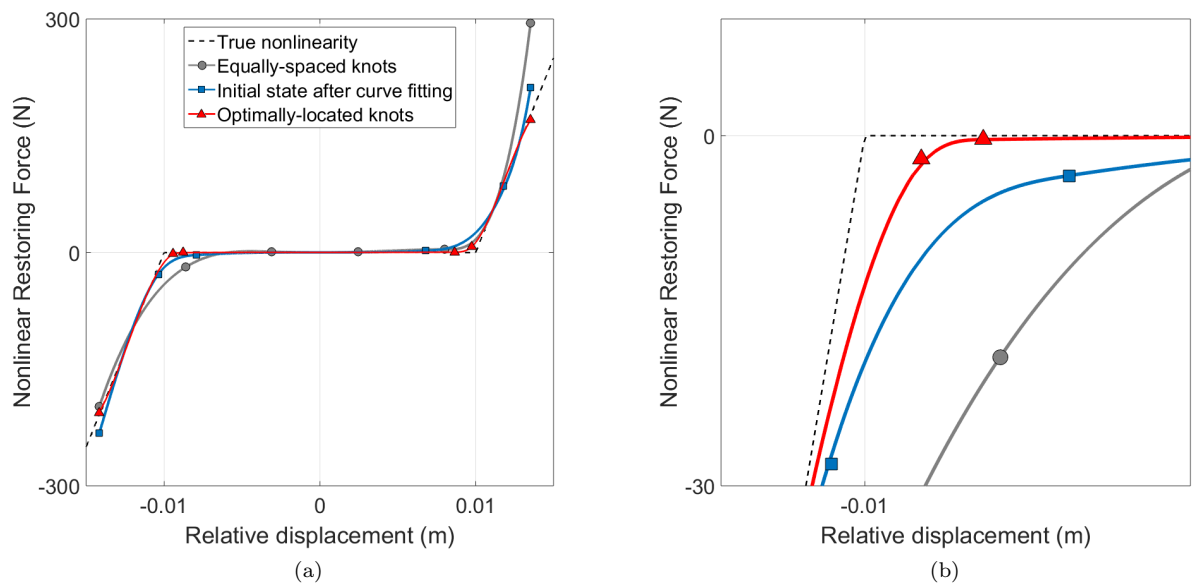 300
0
-300
Nonlinear Restoring Force (N)
True nonlinearity
Equally-spaced knots
Initial state after curve fitting
Optimally-located knots
-0.01
0
0.01
Relative displacement (m)
(a)
0
-30
Nonlinear Restoring Force (N)
-0.01
Relative displacement (m)
(b)